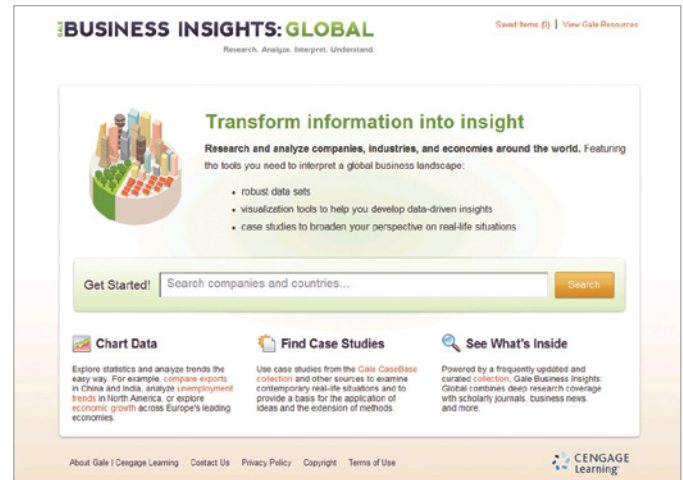 GALE BUSINESS INSIGHTS: GLOBAL
Saved Items (0) | View Gale Resources
Research. Analyze. Interpret. Understand.
Transform information into insight
Research and analyze companies, industries, and economies around the world. Featuring
the tools you need to interpret a global business landscape:
• robust data sets
• visualization tools to help you develop data-driven insights
• case studies to broaden your perspective on real-life situations
Get Started!
Search companies and countries...
Search
Chart Data
Explore statistics and analyze trends the
easy way. For example, compare exports
in China and India, analyze unemployment
trends in North America, or explore
economic growth across Europe's leading
economies.
Find Case Studies
Use case studies from the Gale CaseBase
collection and other sources to examine
contemporary real-life situations and to
provide a basis for the application of
ideas and the extension of methods.
See What's Inside
Powered by a frequently updated and
curated collection, Gale Business Insights:
Global combines deep research coverage
with scholarly journals, business news,
and more.
About Gale | Cengage Learning Contact Us Privacy Policy Copyright Terms of Use
CENGAGE
Learning